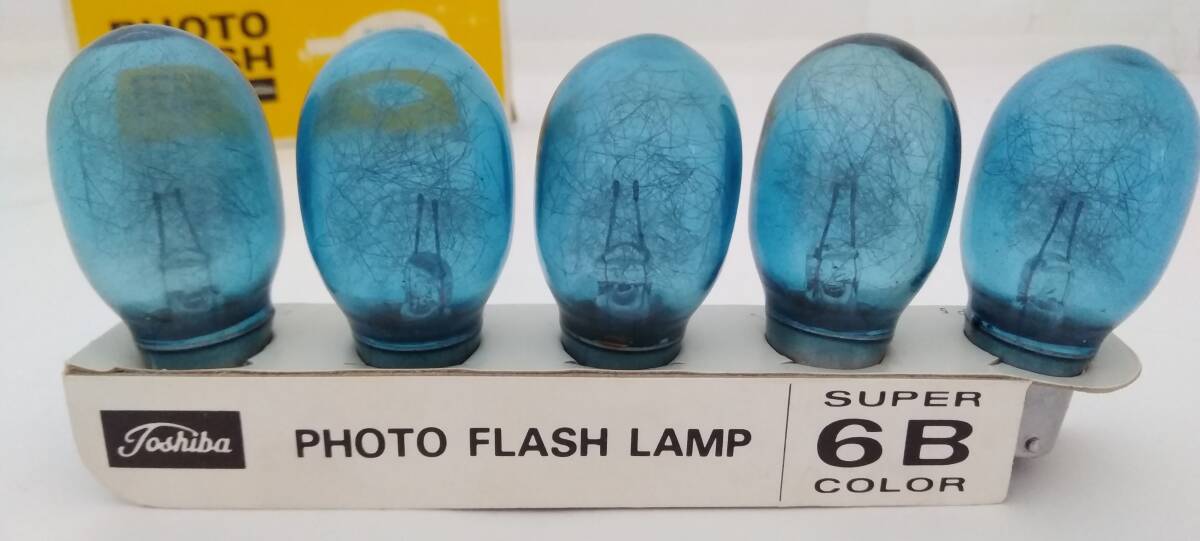 PHOTO
Toshiba
PHOTO FLASH LAMP
SUPER
6B
COLOR